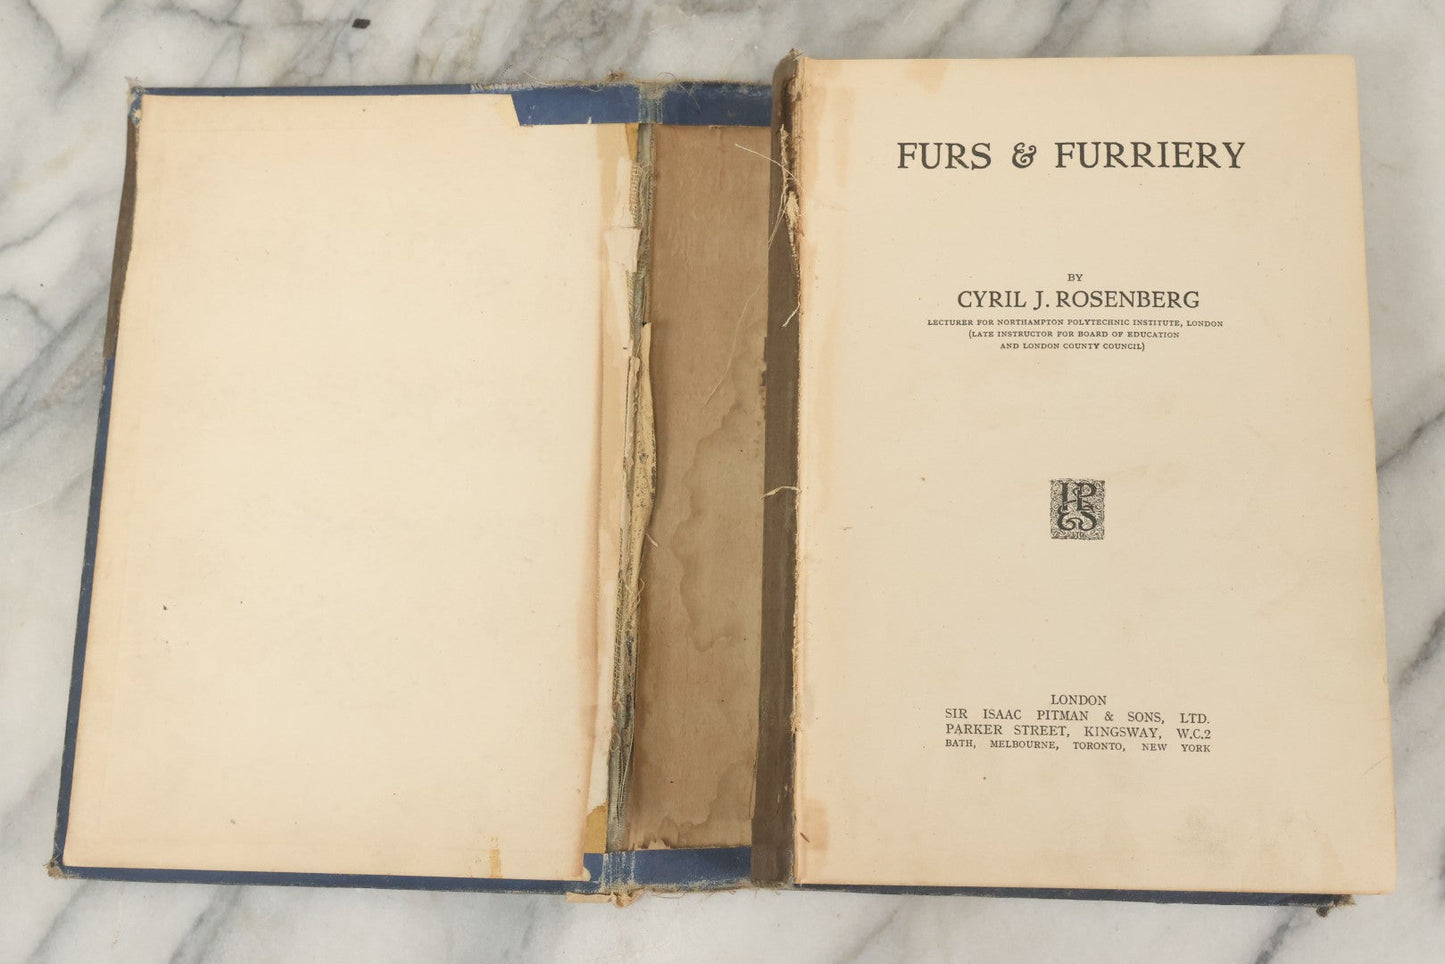 FURS & FURRIERY
BY
CYRIL J. ROSENBERG
LECTURER FOR NORTHAMPTON POLYTECHNIC INSTITUTE, LONDON
(LATE INSTRUCTOR FOR BOARD OF EDUCATION
AND LONDON COUNTY COUNCIL)
IP
&S
LONDON
SIR ISAAC PITMAN & SONS, LTD.
PARKER STREET, KINGSWAY, W.C.2
BATH, MELBOURNE, TORONTO, NEW YORK